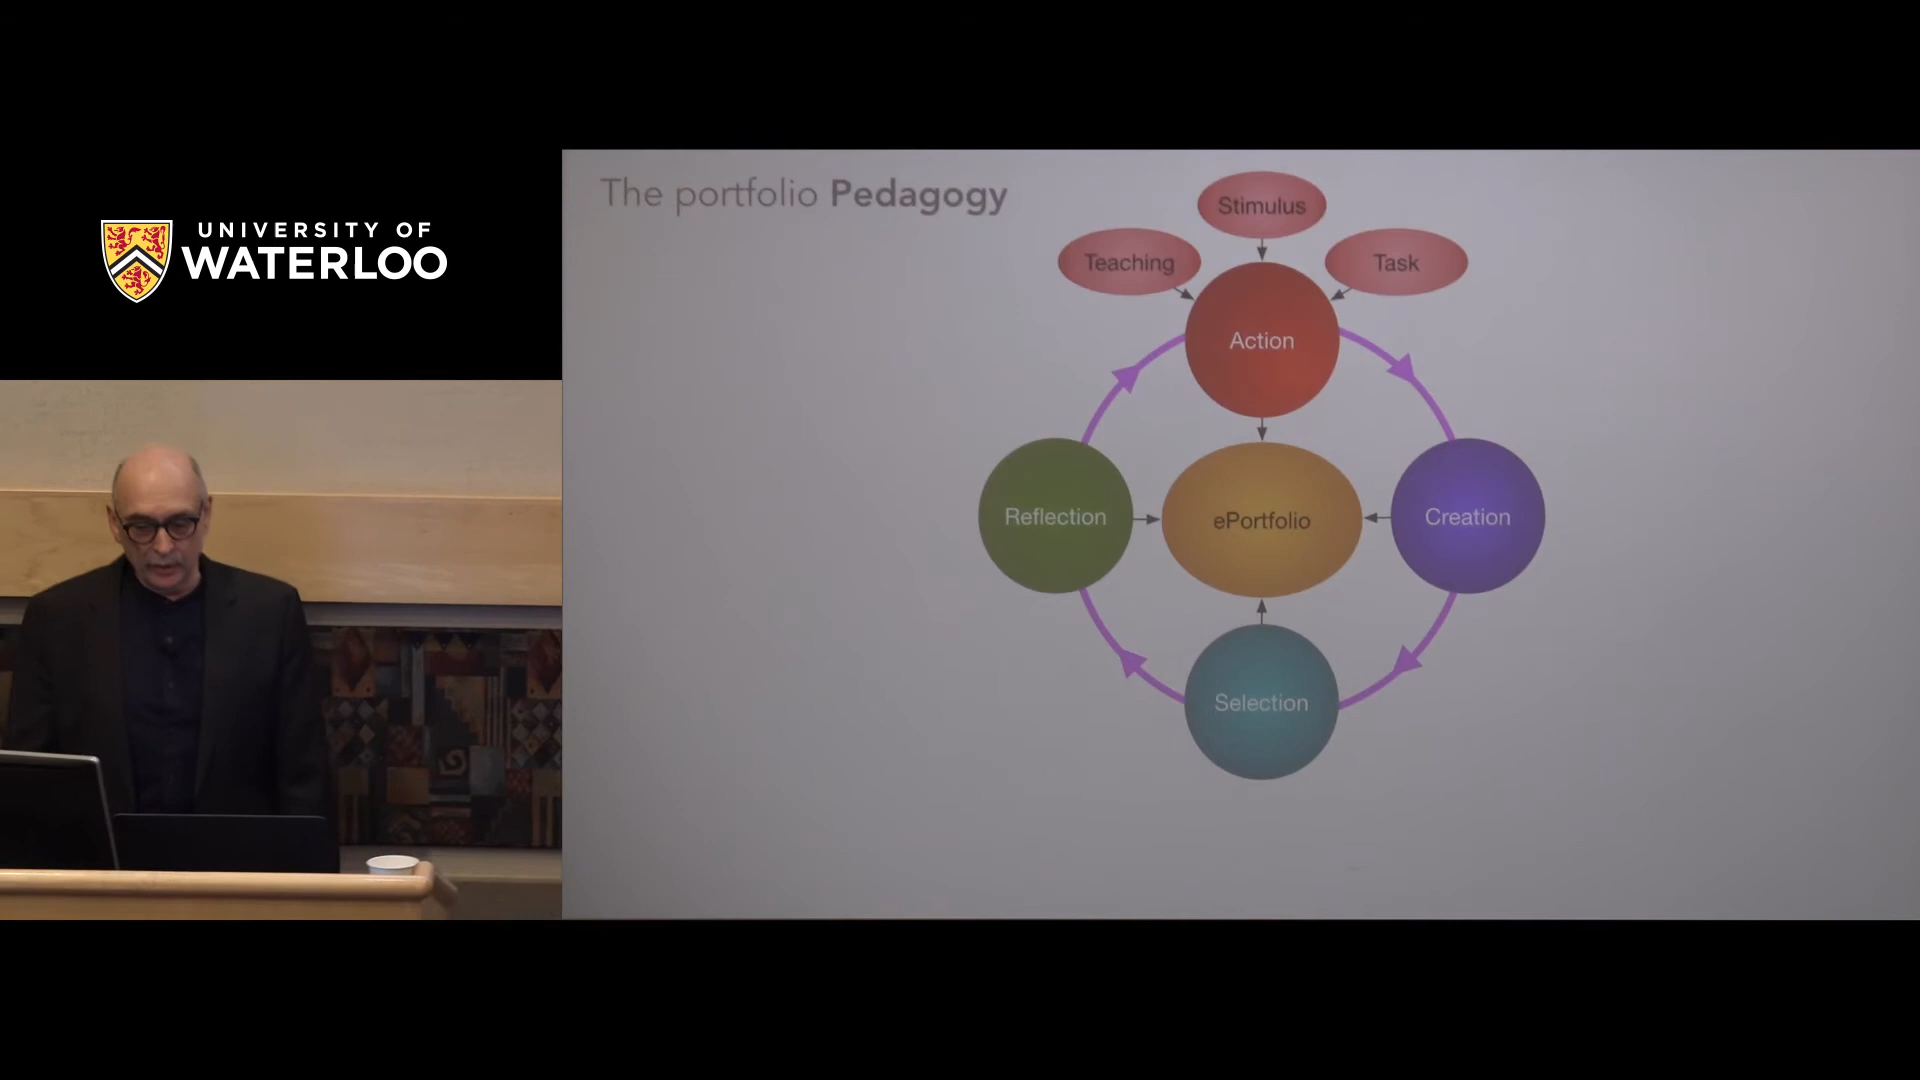 UNIVERSITY OF
WATERLOO
The portfolio Pedagogy
Stimulus
Teaching
Task
Action
Reflection
ePortfolio
Creation
Selection